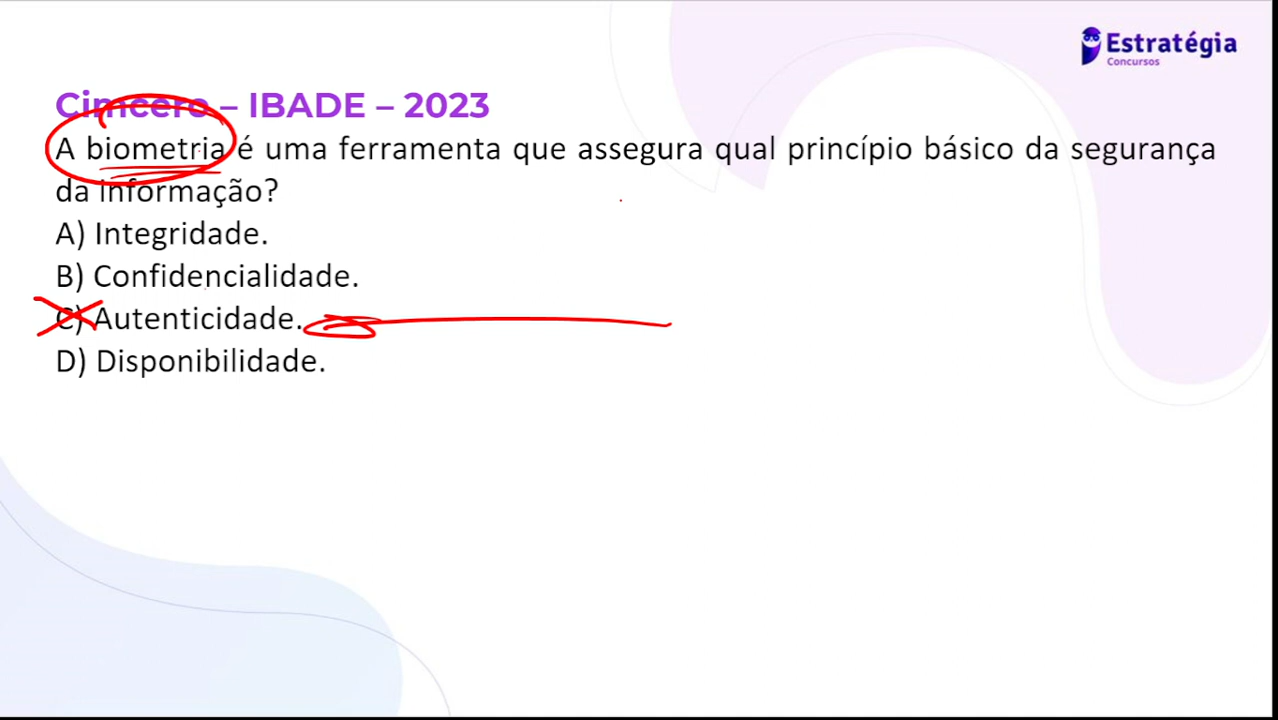 Estratégia
Concursos
Cimcero – IBADE – 2023
A biometria é uma ferramenta que assegura qual princípio básico da segurança
da informação?
A) Integridade.
B) Confidencialidade.
C) Autenticidade.
D) Disponibilidade.